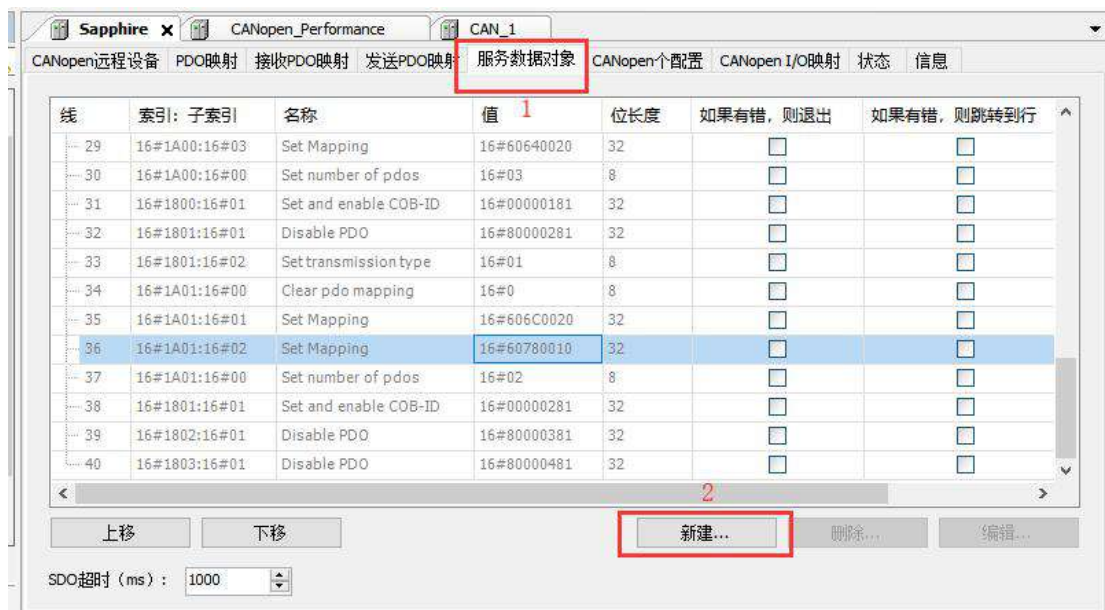 Sapphire CANopen_Performance CAN_1
CANopen远程设备 PDO映射 接收PDO映射 发送PDO映射 服务数据对象 CANopen个配置 CANopen I/O映射 状态 信息
1
线 索引：子索引 名称 值 位长度 如果有错，则退出 如果有错，则跳转到行
29 16#1A00:16#03 Set Mapping 16#60640020 32
30 16#1A00:16#00 Set number of pdos 16#03 8
31 16#1800:16#01 Set and enable COB-ID 16#00000181 32
32 16#1801:16#01 Disable PDO 16#80000281 32
33 16#1801:16#02 Set transmission type 16#01 8
34 16#1A01:16#00 Clear pdo mapping 16#0 8
35 16#1A01:16#01 Set Mapping 16#606C0020 32
36 16#1A01:16#02 Set Mapping 16#60780010 32
37 16#1A01:16#00 Set number of pdos 16#02 8
38 16#1801:16#01 Set and enable COB-ID 16#00000281 32
39 16#1802:16#01 Disable PDO 16#80000381 32
40 16#1803:16#01 Disable PDO 16#80000481 32
2
上移 下移 新建... 删除... 编辑...
SDO超时（ms）： 1000